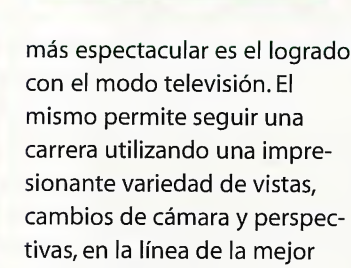 más espectacular es el logrado
con el modo televisión. El
mismo permite seguir una
carrera utilizando una impre-
sionante variedad de vistas,
cambios de cámara y perspec-
tivas, en la línea de la mejor